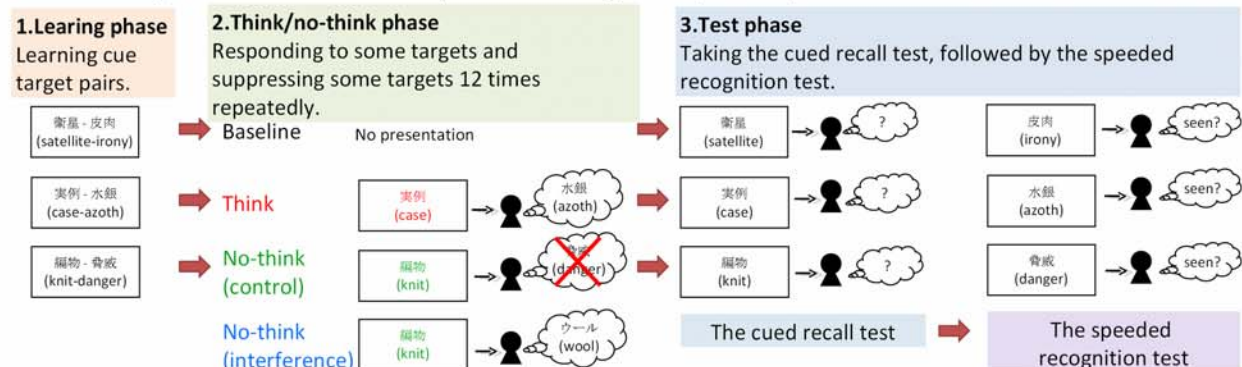 1.Learing phase
Learning cue
target pairs.
2.Think/no-think phase
Responding to some targets and
suppressing some targets 12 times
repeatedly.
3.Test phase
Taking the cued recall test, followed by the speeded
recognition test.
衛星 - 皮肉
(satellite-irony)
Baseline
No presentation
衛星
(satellite)
?
皮肉
(irony)
seen?
実例 - 水銀
(case-azoth)
Think
実例
(case)
水銀
(azoth)
実例
(case)
?
水銀
(azoth)
seen?
編物 - 脅威
(knit-danger)
No-think
(control)
編物
(knit)
脅威
(danger)
編物
(knit)
?
脅威
(danger)
seen?
No-think
(interference)
編物
(knit)
ウール
(wool)
The cued recall test
The speeded
recognition test